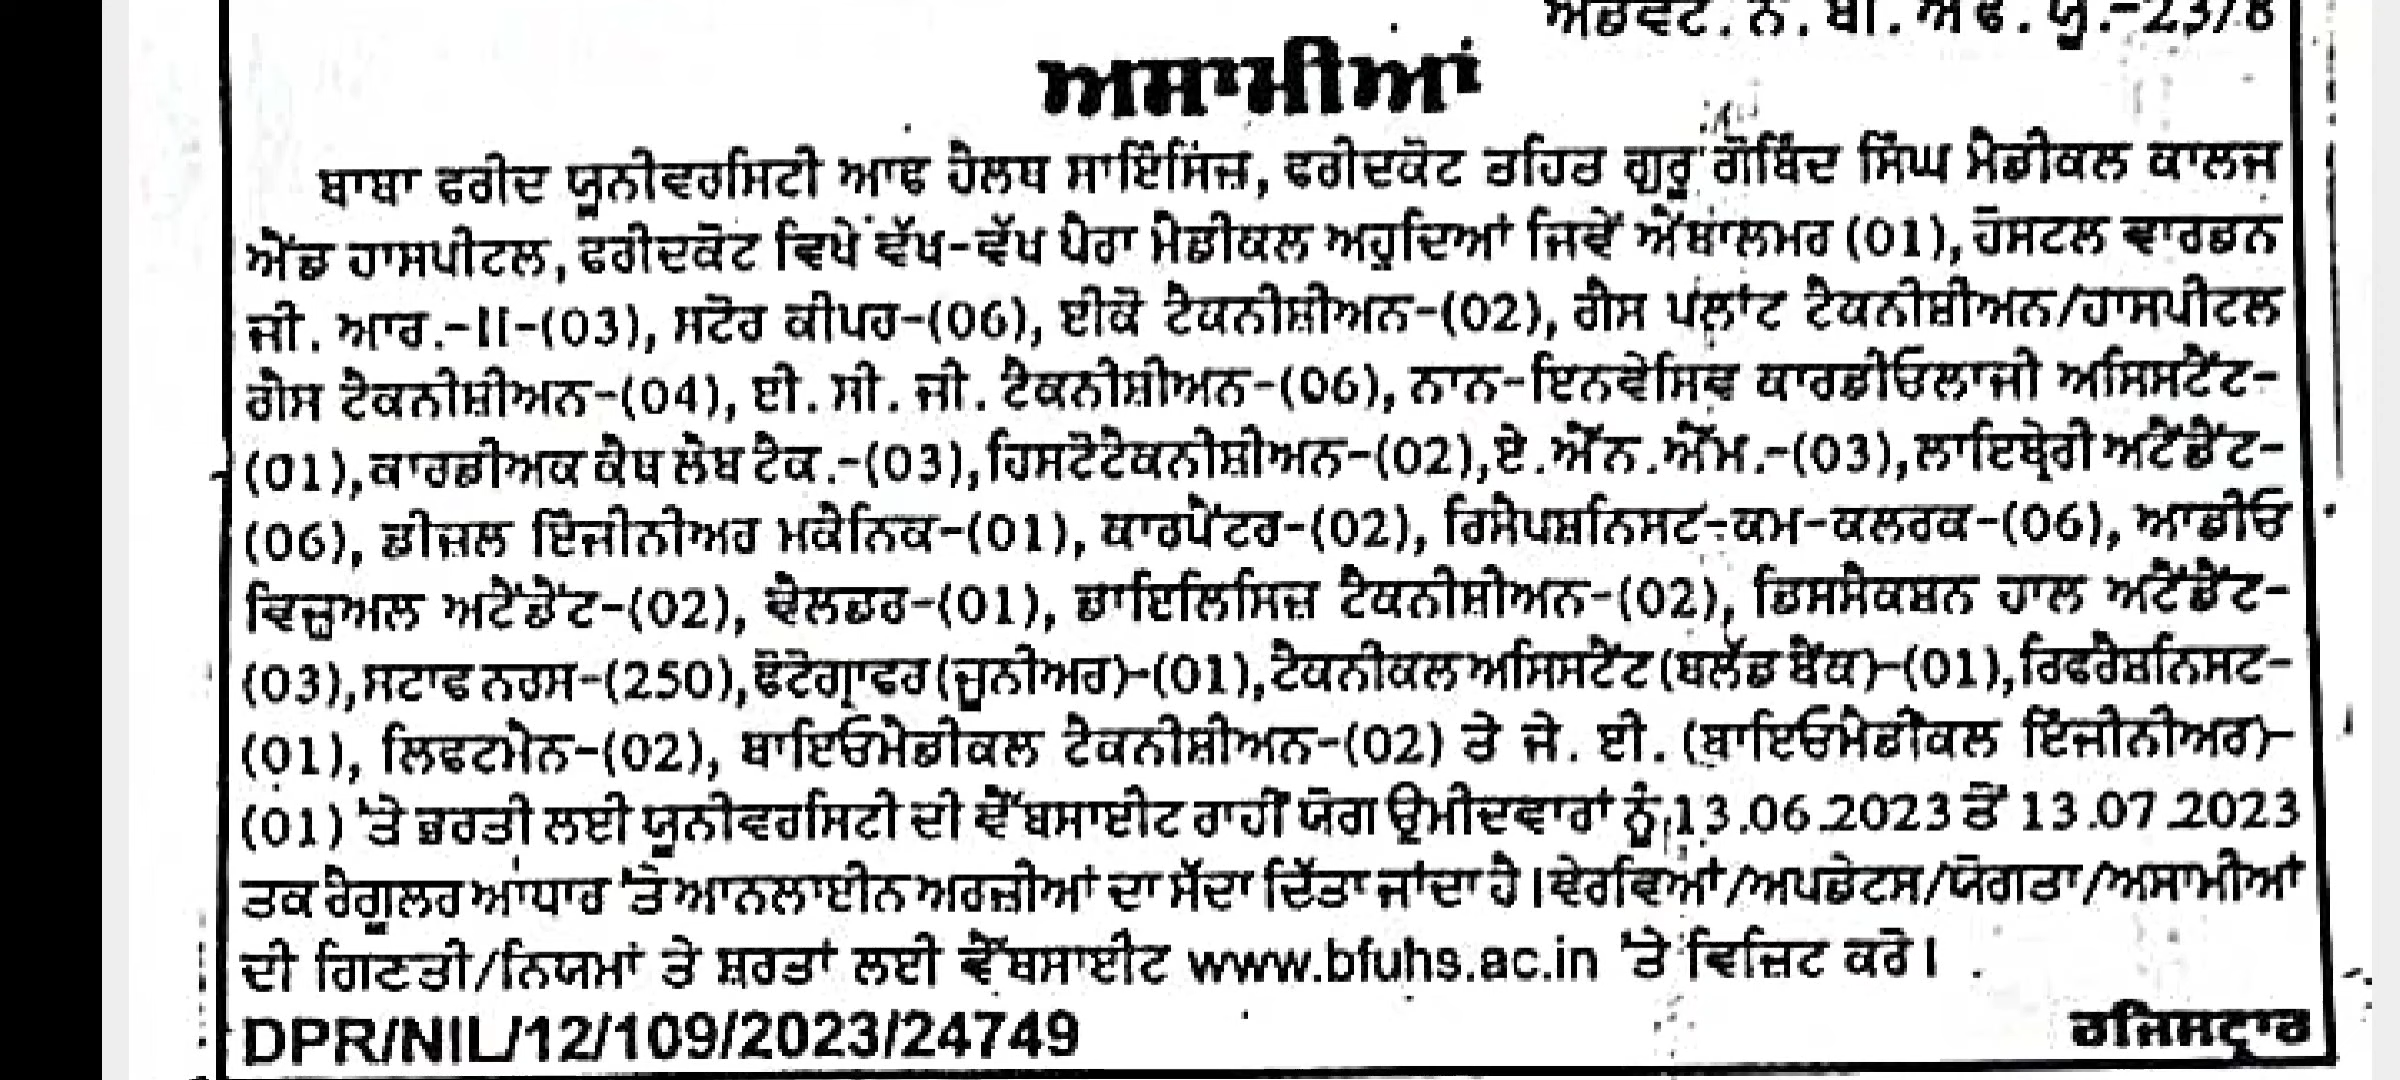 ਐਡਵਟ. ਨੰ. ਬੀ. ਐਫ. ਯੂ.-23/8
ਅਸਾਮੀਆਂ
ਬਾਬਾ ਫਰੀਦ ਯੂਨੀਵਰਸਿਟੀ ਆਫ ਹੈਲਥ ਸਾਇੰਸਿਜ਼, ਫਰੀਦਕੋਟ ਤਹਿਤ ਗੁਰੂ ਗੋਬਿੰਦ ਸਿੰਘ ਮੈਡੀਕਲ ਕਾਲਜ
ਐਂਡ ਹਾਸਪੀਟਲ, ਫਰੀਦਕੋਟ ਵਿਖੇ ਵੱਖ-ਵੱਖ ਪੈਰਾ ਮੈਡੀਕਲ ਅਹੁਦਿਆਂ ਜਿਵੇਂ ਐਂਬਾਲਮਰ (01), ਹੋਸਟਲ ਵਾਰਡਨ
ਜੀ. ਆਰ.-II-(03), ਸਟੋਰ ਕੀਪਰ-(06), ਈਕੋ ਟੈਕਨੀਸ਼ੀਅਨ-(02), ਗੈਸ ਪਲਾਂਟ ਟੈਕਨੀਸ਼ੀਅਨ/ਹਾਸਪੀਟਲ
ਗੈਸ ਟੈਕਨੀਸ਼ੀਅਨ-(04), ਈ. ਸੀ. ਜੀ. ਟੈਕਨੀਸ਼ੀਅਨ-(06), ਨਾਨ-ਇਨਵੇਸਿਵ ਕਾਰਡੀਓਲਾਜੀ ਅਸਿਸਟੈਂਟ-
(01), ਕਾਰਡੀਅਕ ਕੈਥ ਲੇਬ ਟੈਕ.-(03), ਹਿਸਟੋਟੈਕਨੀਸ਼ੀਅਨ-(02), ਏ.ਐੱਨ.ਐੱਮ.-(03), ਲਾਇਬ੍ਰੇਰੀ ਅਟੈਂਡੈਂਟ-
(06), ਡੀਜ਼ਲ ਇੰਜੀਨੀਅਰ ਮਕੈਨਿਕ-(01), ਕਾਰਪੈਂਟਰ-(02), ਰਿਸੈਪਸ਼ਨਿਸਟ-ਕਮ-ਕਲਰਕ-(06), ਆਡੀਓ
ਵਿਜ਼ੁਅਲ ਅਟੈਂਡੈਂਟ-(02), ਵੈਲਡਰ-(01), ਡਾਇਲਿਸਿਜ਼ ਟੈਕਨੀਸ਼ੀਅਨ-(02), ਡਿਸਸੈਕਸ਼ਨ ਹਾਲ ਅਟੈਂਡੈਂਟ-
(03), ਸਟਾਫ ਨਰਸ-(250), ਫੋਟੋਗ੍ਰਾਫਰ (ਜੂਨੀਅਰ)-(01), ਟੈਕਨੀਕਲ ਅਸਿਸਟੈਂਟ (ਬਲੱਡ ਬੈਂਕ)-(01), ਰਿਫਰੈਸ਼ਨਿਸਟ-
(01), ਲਿਫਟਮੈਨ-(02), ਬਾਇਓਮੈਡੀਕਲ ਟੈਕਨੀਸ਼ੀਅਨ-(02) ਤੇ ਜੇ. ਈ. (ਬਾਇਓਮੈਡੀਕਲ ਇੰਜੀਨੀਅਰ)-
(01) 'ਤੇ ਭਰਤੀ ਲਈ ਯੂਨੀਵਰਸਿਟੀ ਦੀ ਵੈੱਬਸਾਈਟ ਰਾਹੀਂ ਯੋਗ ਉਮੀਦਵਾਰਾਂ ਨੂੰ 13.06.2023 ਤੋਂ 13.07.2023
ਤਕ ਰੈਗੂਲਰ ਆਧਾਰ 'ਤੇ ਆਨਲਾਈਨ ਅਰਜ਼ੀਆਂ ਦਾ ਸੱਦਾ ਦਿੱਤਾ ਜਾਂਦਾ ਹੈ। ਵੇਰਵਿਆਂ/ਅਪਡੇਟਸ/ਯੋਗਤਾ/ਅਸਾਮੀਆਂ
ਦੀ ਗਿਣਤੀ/ਨਿਯਮਾਂ ਤੇ ਸ਼ਰਤਾਂ ਲਈ ਵੈੱਬਸਾਈਟ www.bfuhs.ac.in 'ਤੇ ਵਿਜ਼ਿਟ ਕਰੋ।
DPR/NIL/12/109/2023/24749
ਰਜਿਸਟ੍ਰਾਰ